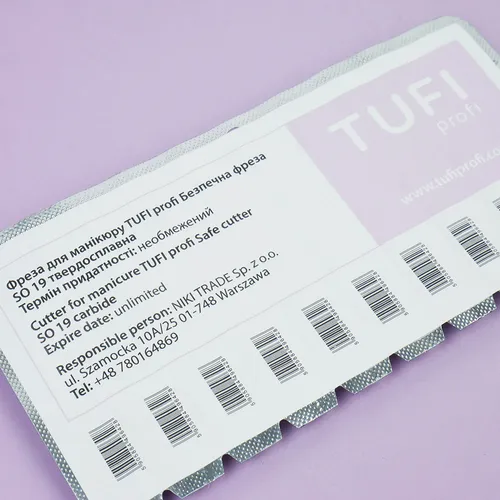 TUFI
profi
www.tufiprofi.co
Фреза для манікюру TUFI profi Безпечна фреза
SO 19 твердосплавна
Термін придатності: необмежений
Cutter for manicure TUFI profi Safe cutter
SO 19 carbide
Expire date: unlimited
Responsible person: NIKI TRADE Sp. z o.o.
ul. Szamocka 10A/25 01-748 Warszawa
Tel: +48 780164869